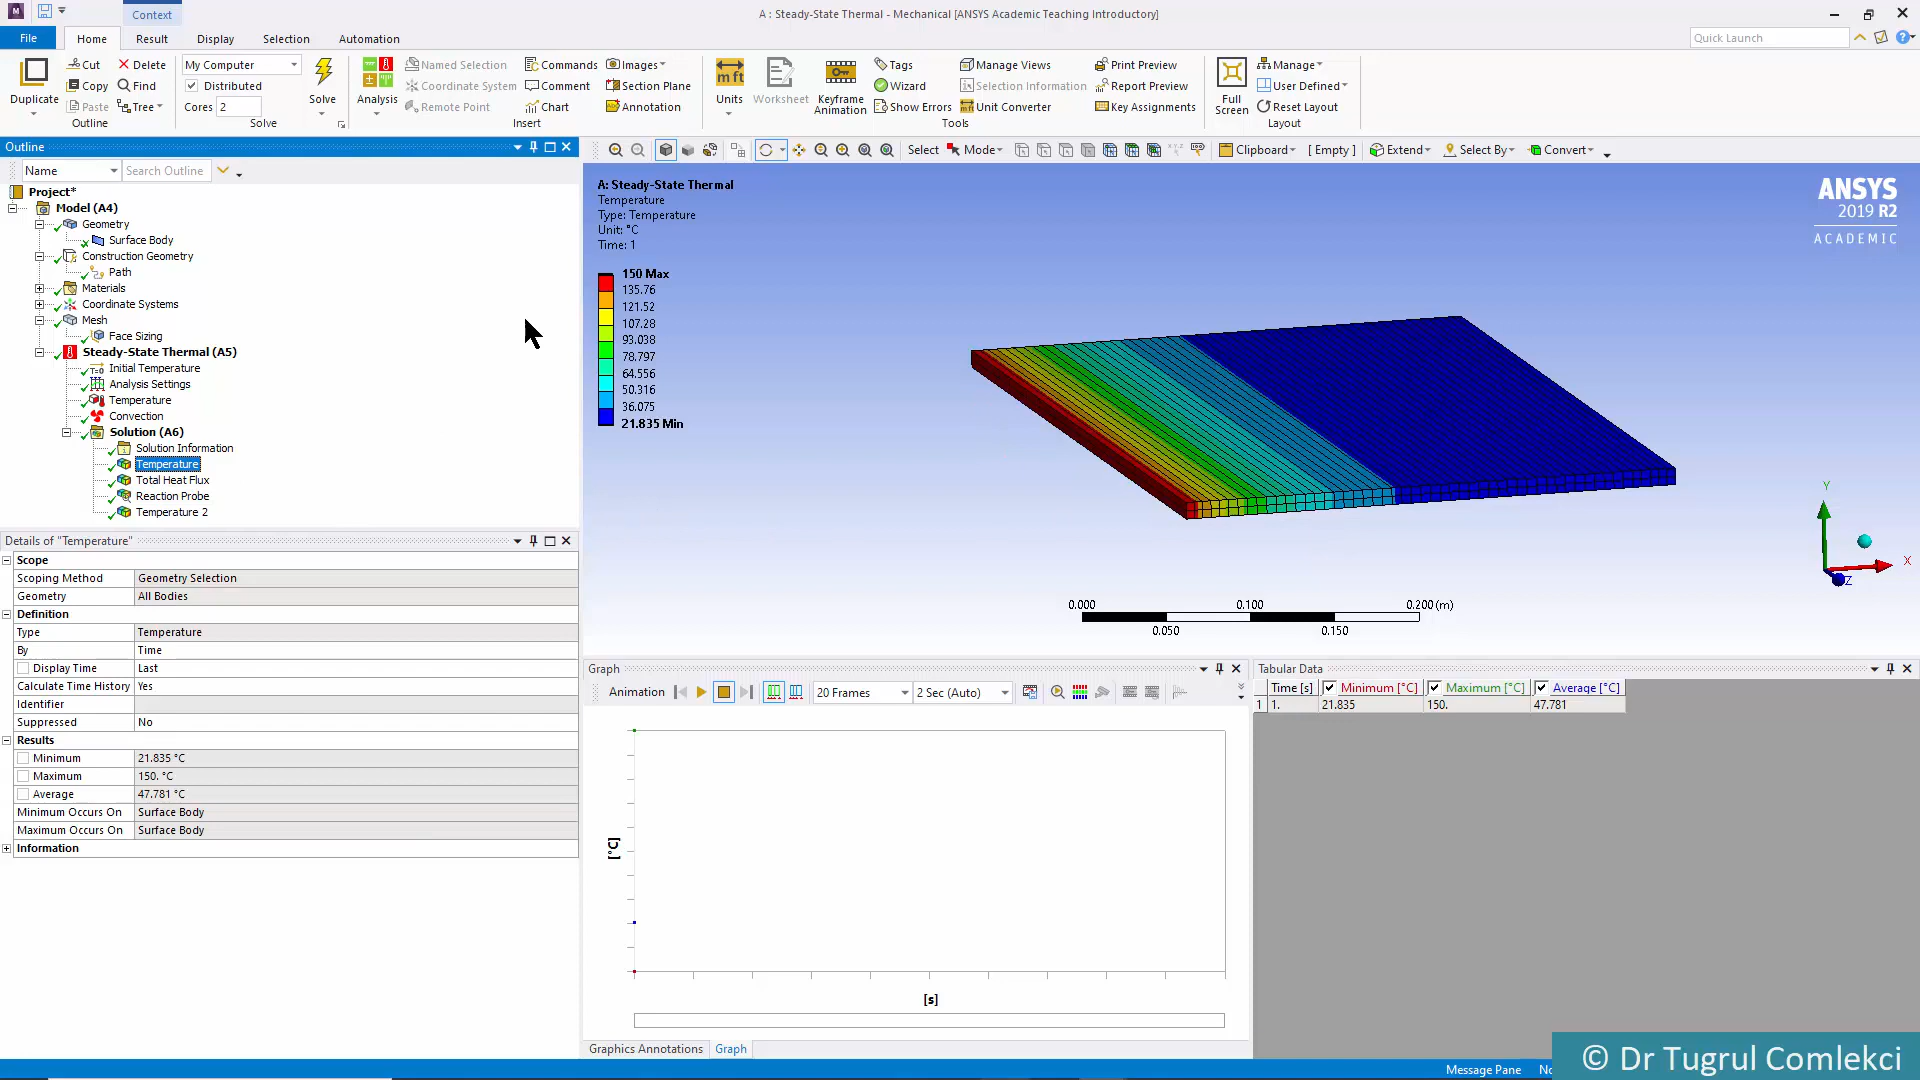 Context
A : Steady-State Thermal - Mechanical [ANSYS Academic Teaching Introductory]
File Home Result Display Selection Automation
Quick Launch
Duplicate
Cut
Copy
Paste
Delete
Find
Tree
Outline
My Computer
Distributed
Cores 2
Solve
Solve
Analysis
Named Selection
Coordinate System
Remote Point
Commands
Comment
Chart
Images
Section Plane
Annotation
Insert
Units
Worksheet
Keyframe
Animation
Tags
Wizard
Show Errors
Manage Views
Selection Information
Unit Converter
Print Preview
Report Preview
Key Assignments
Tools
Full
Screen
Manage
User Defined
Reset Layout
Layout
Outline
Name Search Outline
Project*
Model (A4)
Geometry
Surface Body
Construction Geometry
Path
Materials
Coordinate Systems
Mesh
Face Sizing
Steady-State Thermal (A5)
Initial Temperature
Analysis Settings
Temperature
Convection
Solution (A6)
Solution Information
Temperature
Total Heat Flux
Reaction Probe
Temperature 2
Details of "Temperature"
Scope
Scoping Method Geometry Selection
Geometry All Bodies
Definition
Type Temperature
By Time
Display Time Last
Calculate Time History Yes
Identifier
Suppressed No
Results
Minimum 21.835 °C
Maximum 150. °C
Average 47.781 °C
Minimum Occurs On Surface Body
Maximum Occurs On Surface Body
Information
Select Mode Clipboard [ Empty ] Extend Select By Convert
A: Steady-State Thermal
Temperature
Type: Temperature
Unit: °C
Time: 1
150 Max
135.76
121.52
107.28
93.038
78.797
64.556
50.316
36.075
21.835 Min
ANSYS
2019 R2
ACADEMIC
Y
X
Z
0.000 0.100 0.200 (m)
0.050 0.150
Graph
Animation 20 Frames 2 Sec (Auto)
[°C]
[s]
Graphics Annotations Graph
Tabular Data
Time [s] Minimum [°C] Maximum [°C] Average [°C]
1 1. 21.835 150. 47.781
Message Pane
© Dr Tugrul Comlekci